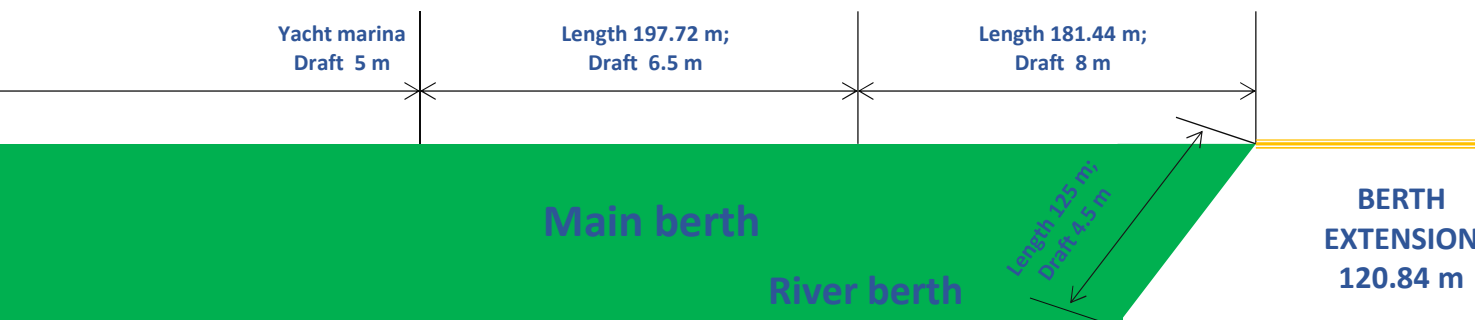 Yacht marina
Draft 5 m
Length 197.72 m;
Draft 6.5 m
Length 181.44 m;
Draft 8 m
Length 125 m;
Draft 4.5 m
Main berth
River berth
BERTH
EXTENSION
120.84 m